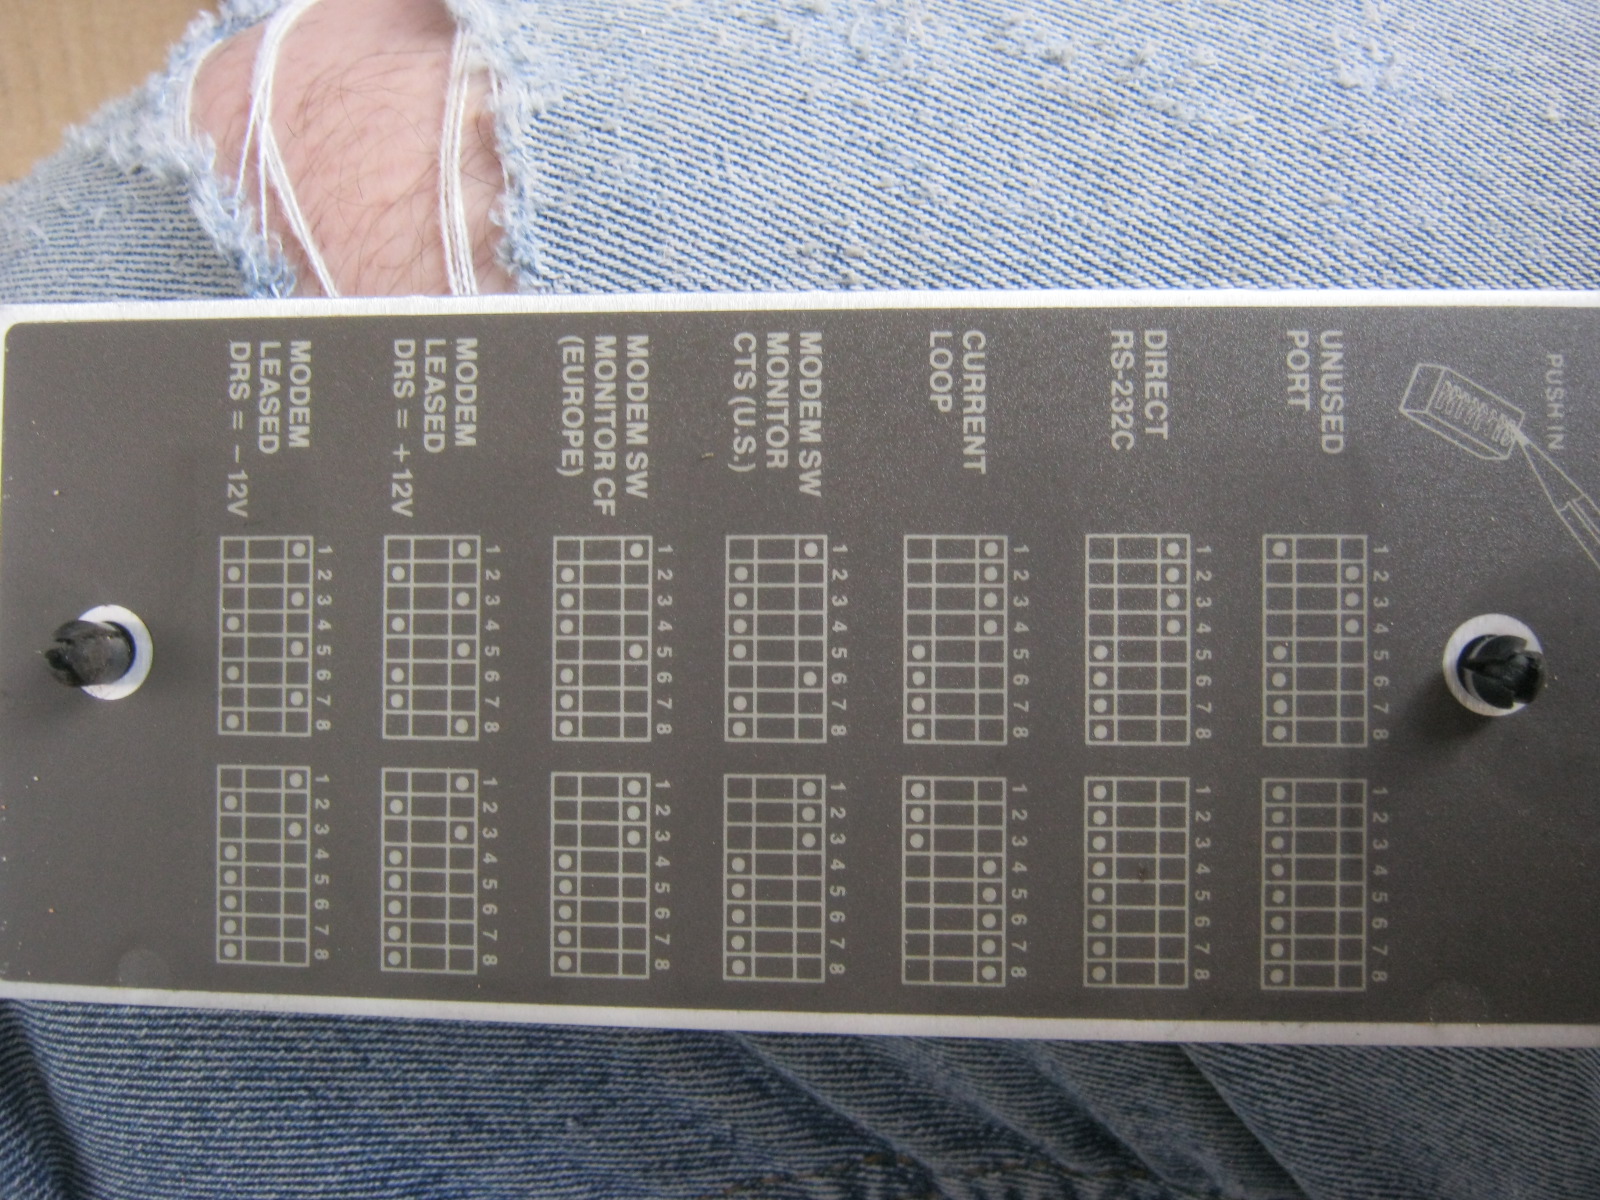 PUSH IN
UNUSED
PORT
1 2 3 4 5 6 7 8
1 2 3 4 5 6 7 8
DIRECT
RS-232C
1 2 3 4 5 6 7 8
1 2 3 4 5 6 7 8
CURRENT
LOOP
1 2 3 4 5 6 7 8
1 2 3 4 5 6 7 8
MODEM SW
MONITOR
CTS (U.S.)
1 2 3 4 5 6 7 8
1 2 3 4 5 6 7 8
MODEM SW
MONITOR CF
(EUROPE)
1 2 3 4 5 6 7 8
1 2 3 4 5 6 7 8
MODEM
LEASED
DRS = +12V
1 2 3 4 5 6 7 8
1 2 3 4 5 6 7 8
MODEM
LEASED
DRS = -12V
1 2 3 4 5 6 7 8
1 2 3 4 5 6 7 8